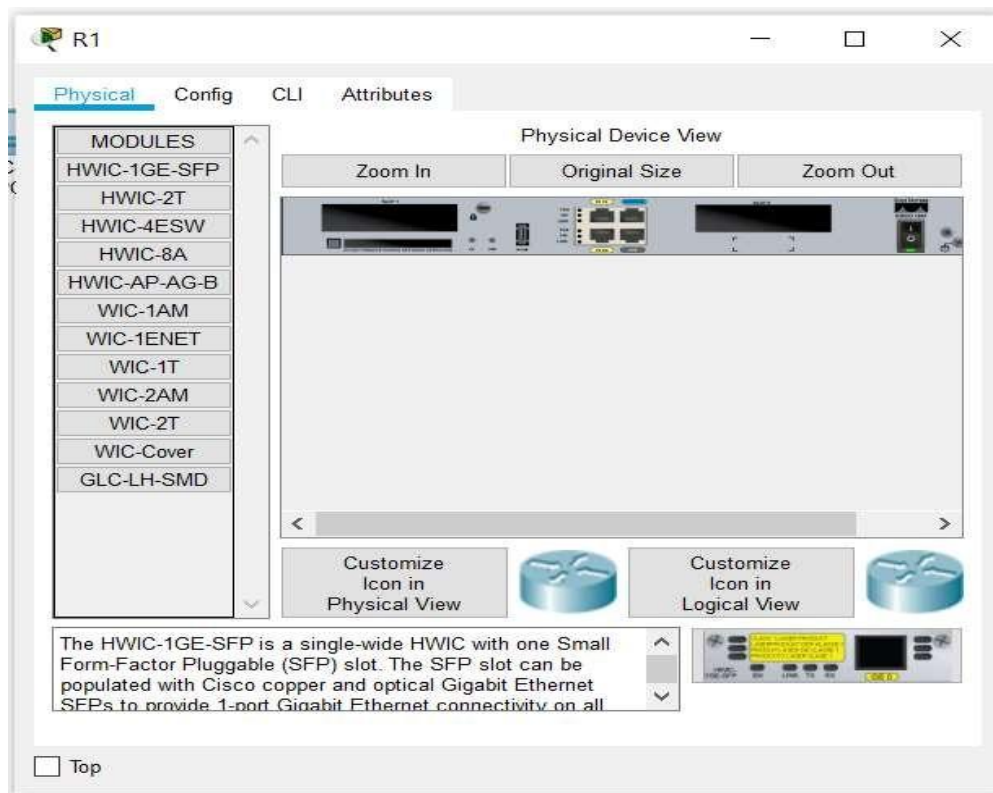 R1
Physical Config CLI Attributes
MODULES
HWIC-1GE-SFP
HWIC-2T
HWIC-4ESW
HWIC-8A
HWIC-AP-AG-B
WIC-1AM
WIC-1ENET
WIC-1T
WIC-2AM
WIC-2T
WIC-Cover
GLC-LH-SMD
Physical Device View
Zoom In Original Size Zoom Out
Customize
Icon in
Physical View
Customize
Icon in
Logical View
The HWIC-1GE-SFP is a single-wide HWIC with one Small
Form-Factor Pluggable (SFP) slot. The SFP slot can be
populated with Cisco copper and optical Gigabit Ethernet
SFPs to provide 1-port Gigabit Ethernet connectivity on all
Top